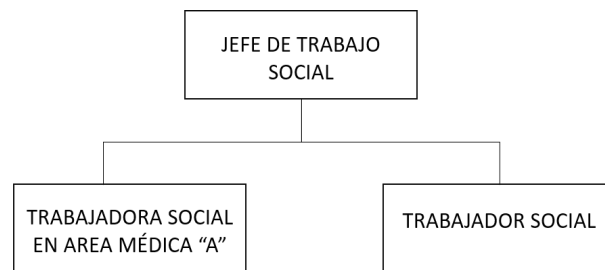 JEFE DE TRABAJO
SOCIAL
TRABAJADORA SOCIAL
EN AREA MÉDICA “A”
TRABAJADOR SOCIAL